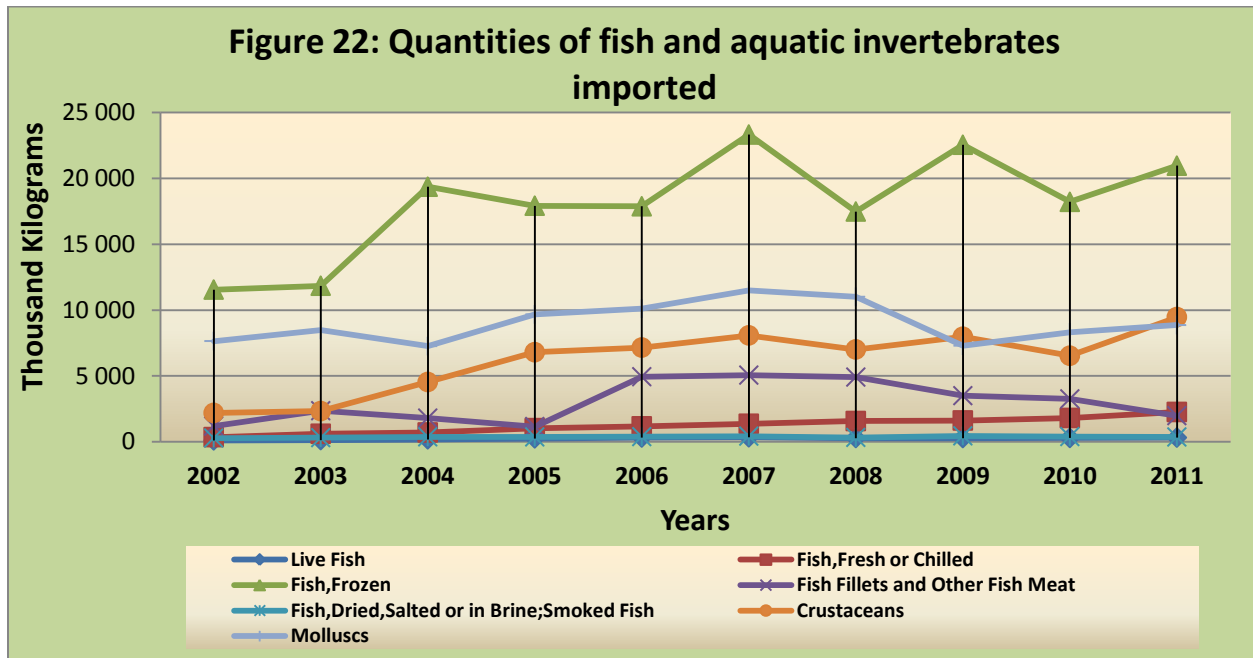 Figure 22: Quantities of fish and aquatic invertebrates
imported
Thousand Kilograms
25 000
20 000
15 000
10 000
5 000
0
2002 2003 2004 2005 2006 2007 2008 2009 2010 2011
Years
Live Fish
Fish,Fresh or Chilled
Fish,Frozen
Fish Fillets and Other Fish Meat
Fish,Dried,Salted or in Brine;Smoked Fish
Crustaceans
Molluscs